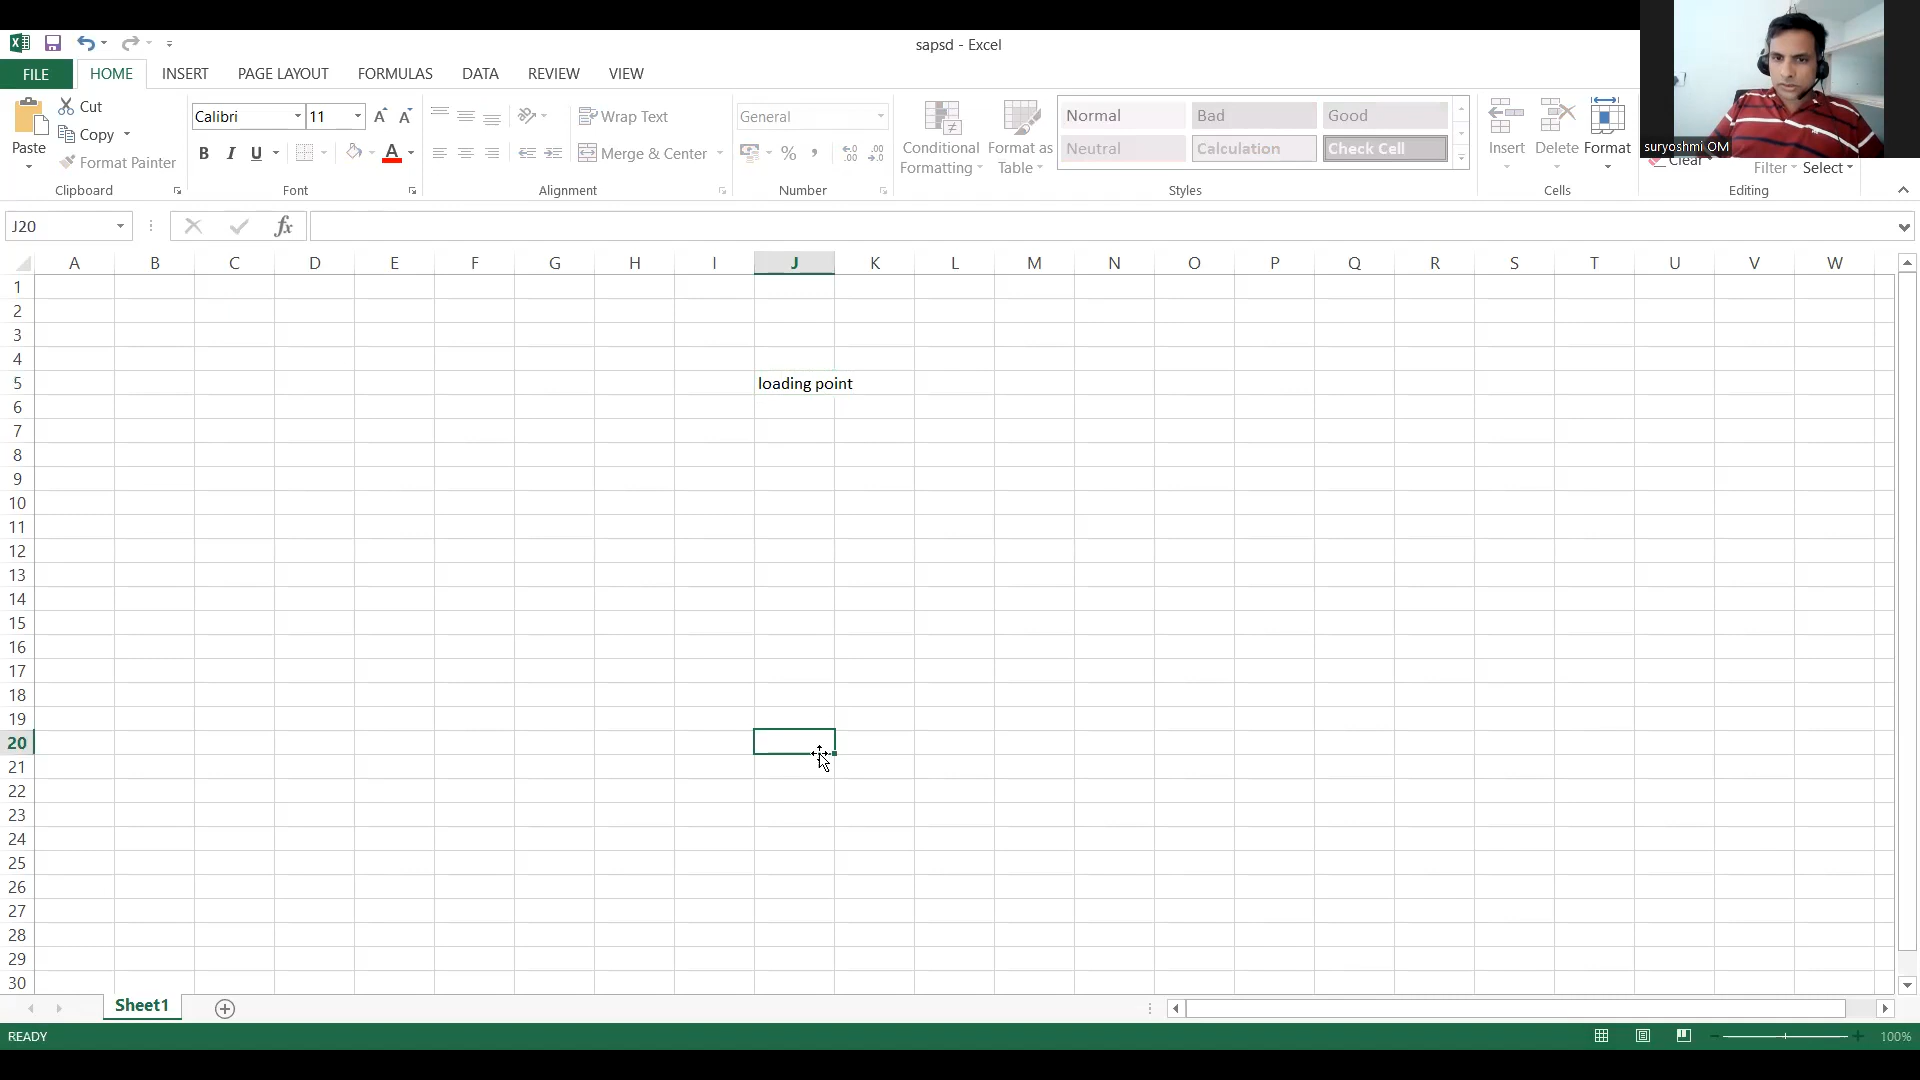 sapsd - Excel
FILE HOME INSERT PAGE LAYOUT FORMULAS DATA REVIEW VIEW
Paste
Cut
Copy
Format Painter
Clipboard
Calibri 11
B I U
Font
Wrap Text
Merge & Center
Alignment
General
%
Number
Conditional
Formatting
Format as
Table
Normal Bad Good
Neutral Calculation Check Cell
Styles
Insert Delete Format
Cells
Clear
Filter Select
Editing
suryoshmi OM
J20
fx
A B C D E F G H I J K L M N O P Q R S T U V W
1
2
3
4
5 loading point
6
7
8
9
10
11
12
13
14
15
16
17
18
19
20
21
22
23
24
25
26
27
28
29
30
Sheet1
READY
100%